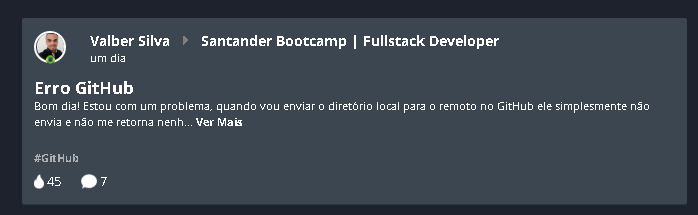 Valber Silva Santander Bootcamp | Fullstack Developer
um dia
Erro GitHub
Bom dia! Estou com um problema, quando vou enviar o diretório local para o remoto no GitHub ele simplesmente não
envia e não me retorna nenh... Ver Mais
#GitHub
45 7